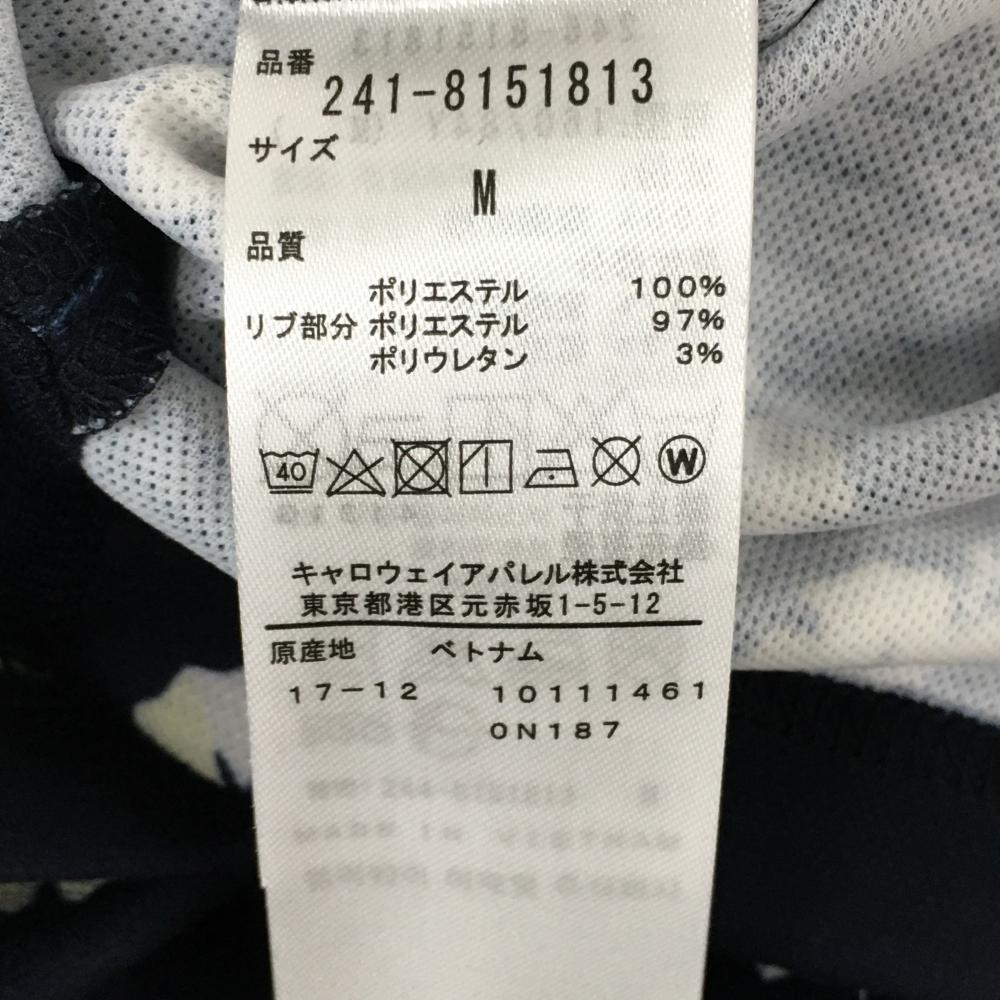 品番
241-8151813
サイズ
M
品質
ポリエステル 100%
リブ部分 ポリエステル 97%
ポリウレタン 3%
40
W
キャロウェイアパレル株式会社
東京都港区元赤坂1-5-12
原産地 ベトナム
17-12 10111461
0N187